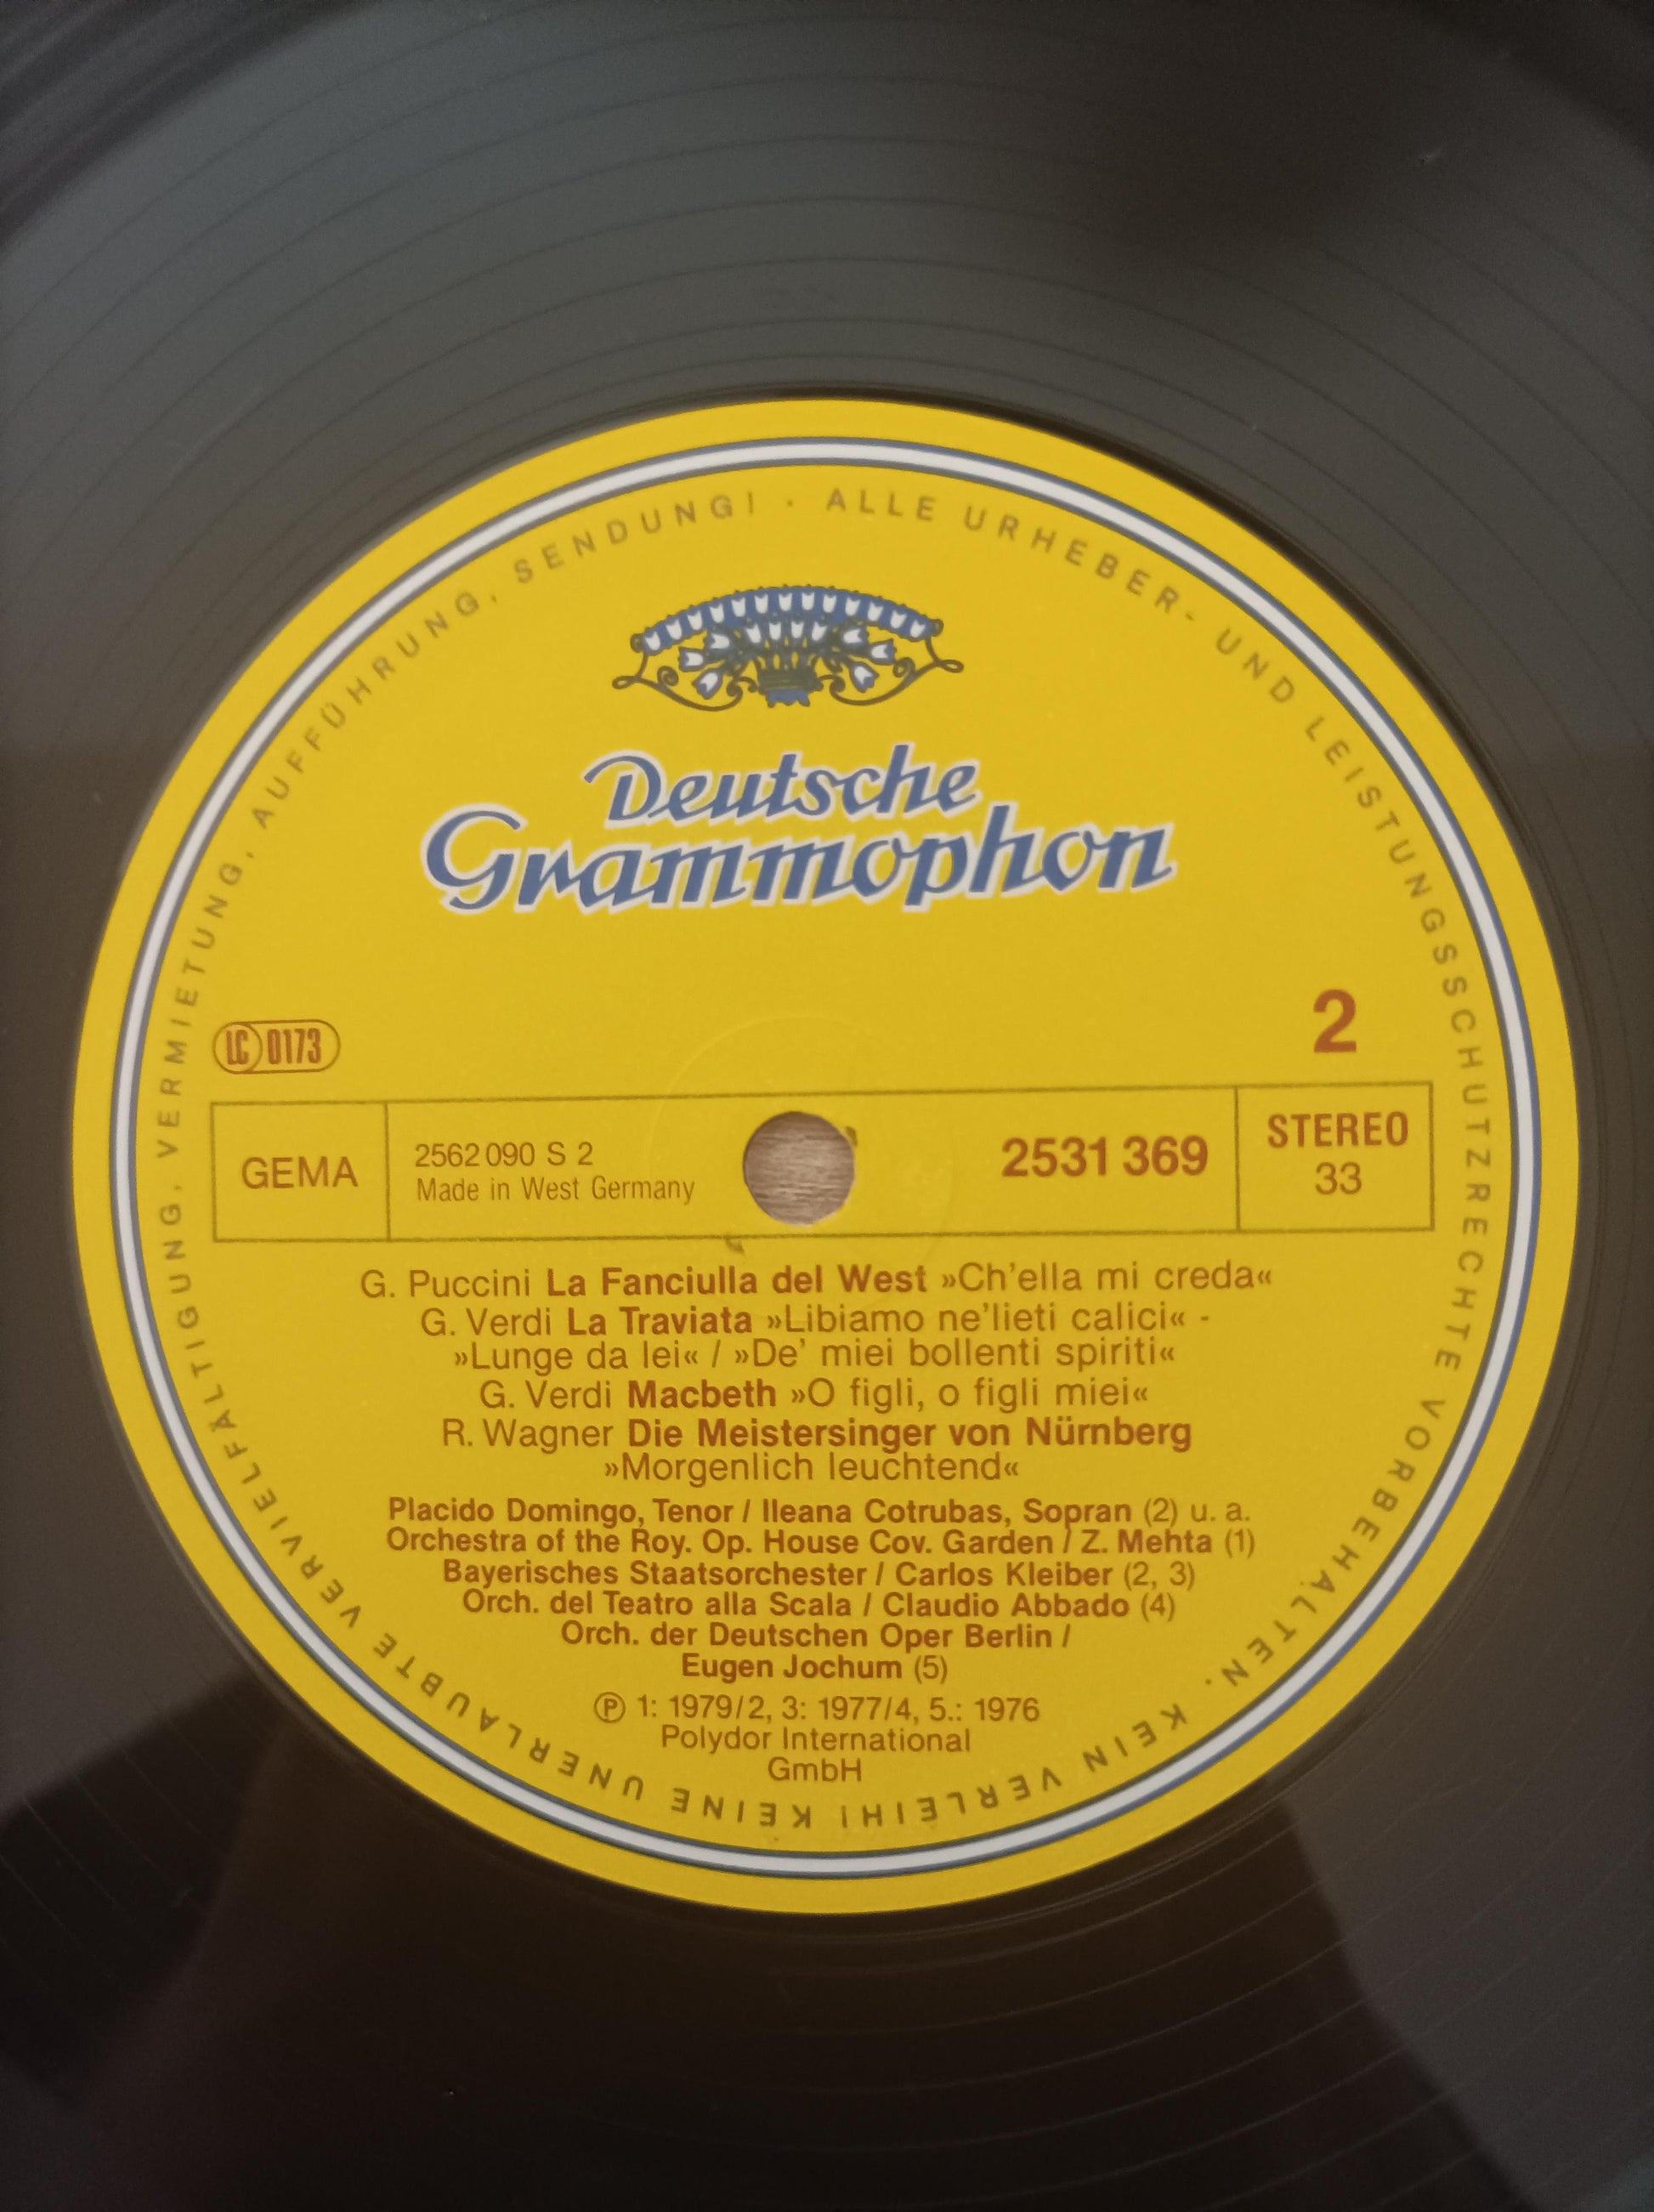 ALLE URHEBER- UND LEISTUNGSSCHUTZRECHTE VORBEHALTEN. KEIN VERLEIH! KEINE UNERLAUBTE VERVIELFÄLTIGUNG, VERMIETUNG, AUFFÜHRUNG, SENDUNG! ·
Deutsche
Grammophon
2
LC 0173
GEMA
2562 090 S 2
Made in West Germany
2531 369
STEREO
33
G. Puccini La Fanciulla del West »Ch'ella mi creda«
G. Verdi La Traviata »Libiamo ne'lieti calici« -
»Lunge da lei« / »De' miei bollenti spiriti«
G. Verdi Macbeth »O figli, o figli miei«
R. Wagner Die Meistersinger von Nürnberg
»Morgenlich leuchtend«
Placido Domingo, Tenor / Ileana Cotrubas, Sopran (2) u. a.
Orchestra of the Roy. Op. House Cov. Garden / Z. Mehta (1)
Bayerisches Staatsorchester / Carlos Kleiber (2, 3)
Orch. del Teatro alla Scala / Claudio Abbado (4)
Orch. der Deutschen Oper Berlin /
Eugen Jochum (5)
Ⓟ 1: 1979/2, 3: 1977/4, 5.: 1976
Polydor International
GmbH